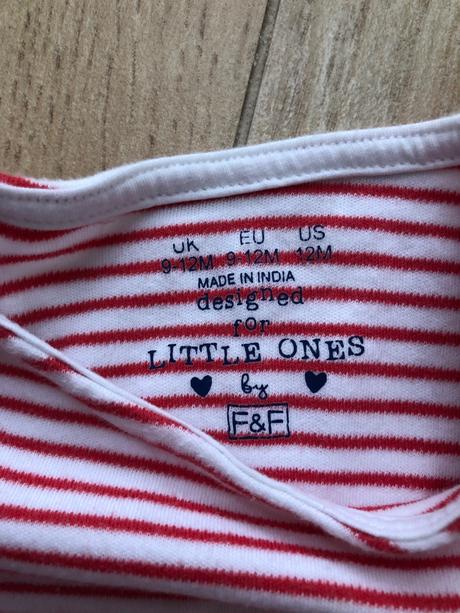 UK EU US
9-12M 9-12M 12M
MADE IN INDIA
designed
for
LITTLE ONES
by
F&F